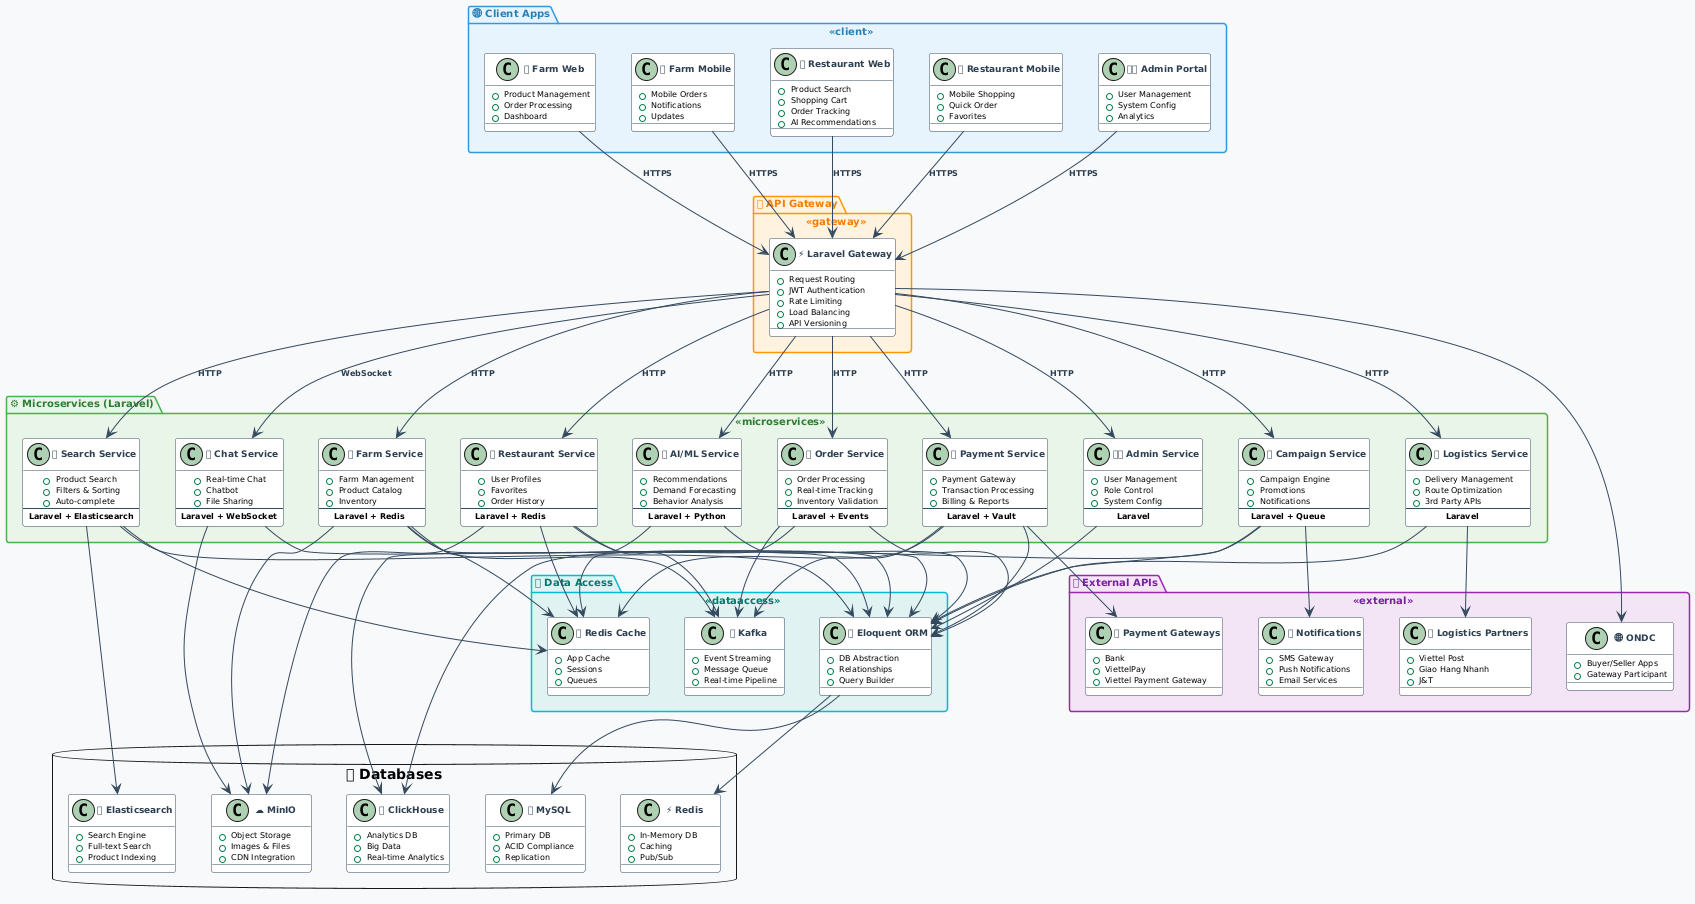 Client Apps
«client»
C Farm Web
Product Management
Order Processing
Dashboard
C Farm Mobile
Mobile Orders
Notifications
Updates
C Restaurant Web
Product Search
Shopping Cart
Order Tracking
AI Recommendations
C Restaurant Mobile
Mobile Shopping
Quick Order
Favorites
C Admin Portal
User Management
System Config
Analytics
HTTPS
HTTPS
HTTPS
HTTPS
HTTPS
API Gateway
«gateway»
C ⚡ Laravel Gateway
Request Routing
JWT Authentication
Rate Limiting
Load Balancing
API Versioning
HTTP
WebSocket
HTTP
HTTP
HTTP
HTTP
HTTP
HTTP
HTTP
HTTP
⚙ Microservices (Laravel)
«microservices»
C Search Service
Product Search
Filters & Sorting
Auto-complete
Laravel + Elasticsearch
C Chat Service
Real-time Chat
Chatbot
File Sharing
Laravel + WebSocket
C Farm Service
Farm Management
Product Catalog
Inventory
Laravel + Redis
C Restaurant Service
User Profiles
Favorites
Order History
Laravel + Redis
C AI/ML Service
Recommendations
Demand Forecasting
Behavior Analysis
Laravel + Python
C Order Service
Order Processing
Real-time Tracking
Inventory Validation
Laravel + Events
C Payment Service
Payment Gateway
Transaction Processing
Billing & Reports
Laravel + Vault
C Admin Service
User Management
Role Control
System Config
Laravel
C Campaign Service
Campaign Engine
Promotions
Notifications
Laravel + Queue
C Logistics Service
Delivery Management
Route Optimization
3rd Party APIs
Laravel
Data Access
«dataaccess»
C Redis Cache
App Cache
Sessions
Queues
C Kafka
Event Streaming
Message Queue
Real-time Pipeline
C Eloquent ORM
DB Abstraction
Relationships
Query Builder
External APIs
«external»
C Payment Gateways
Bank
ViettelPay
Viettel Payment Gateway
C Notifications
SMS Gateway
Push Notifications
Email Services
C Logistics Partners
Viettel Post
Giao Hang Nhanh
J&T
C ONDC
Buyer/Seller Apps
Gateway Participant
Databases
C Elasticsearch
Search Engine
Full-text Search
Product Indexing
C ☁ MinIO
Object Storage
Images & Files
CDN Integration
C ClickHouse
Analytics DB
Big Data
Real-time Analytics
C MySQL
Primary DB
ACID Compliance
Replication
C ⚡ Redis
In-Memory DB
Caching
Pub/Sub